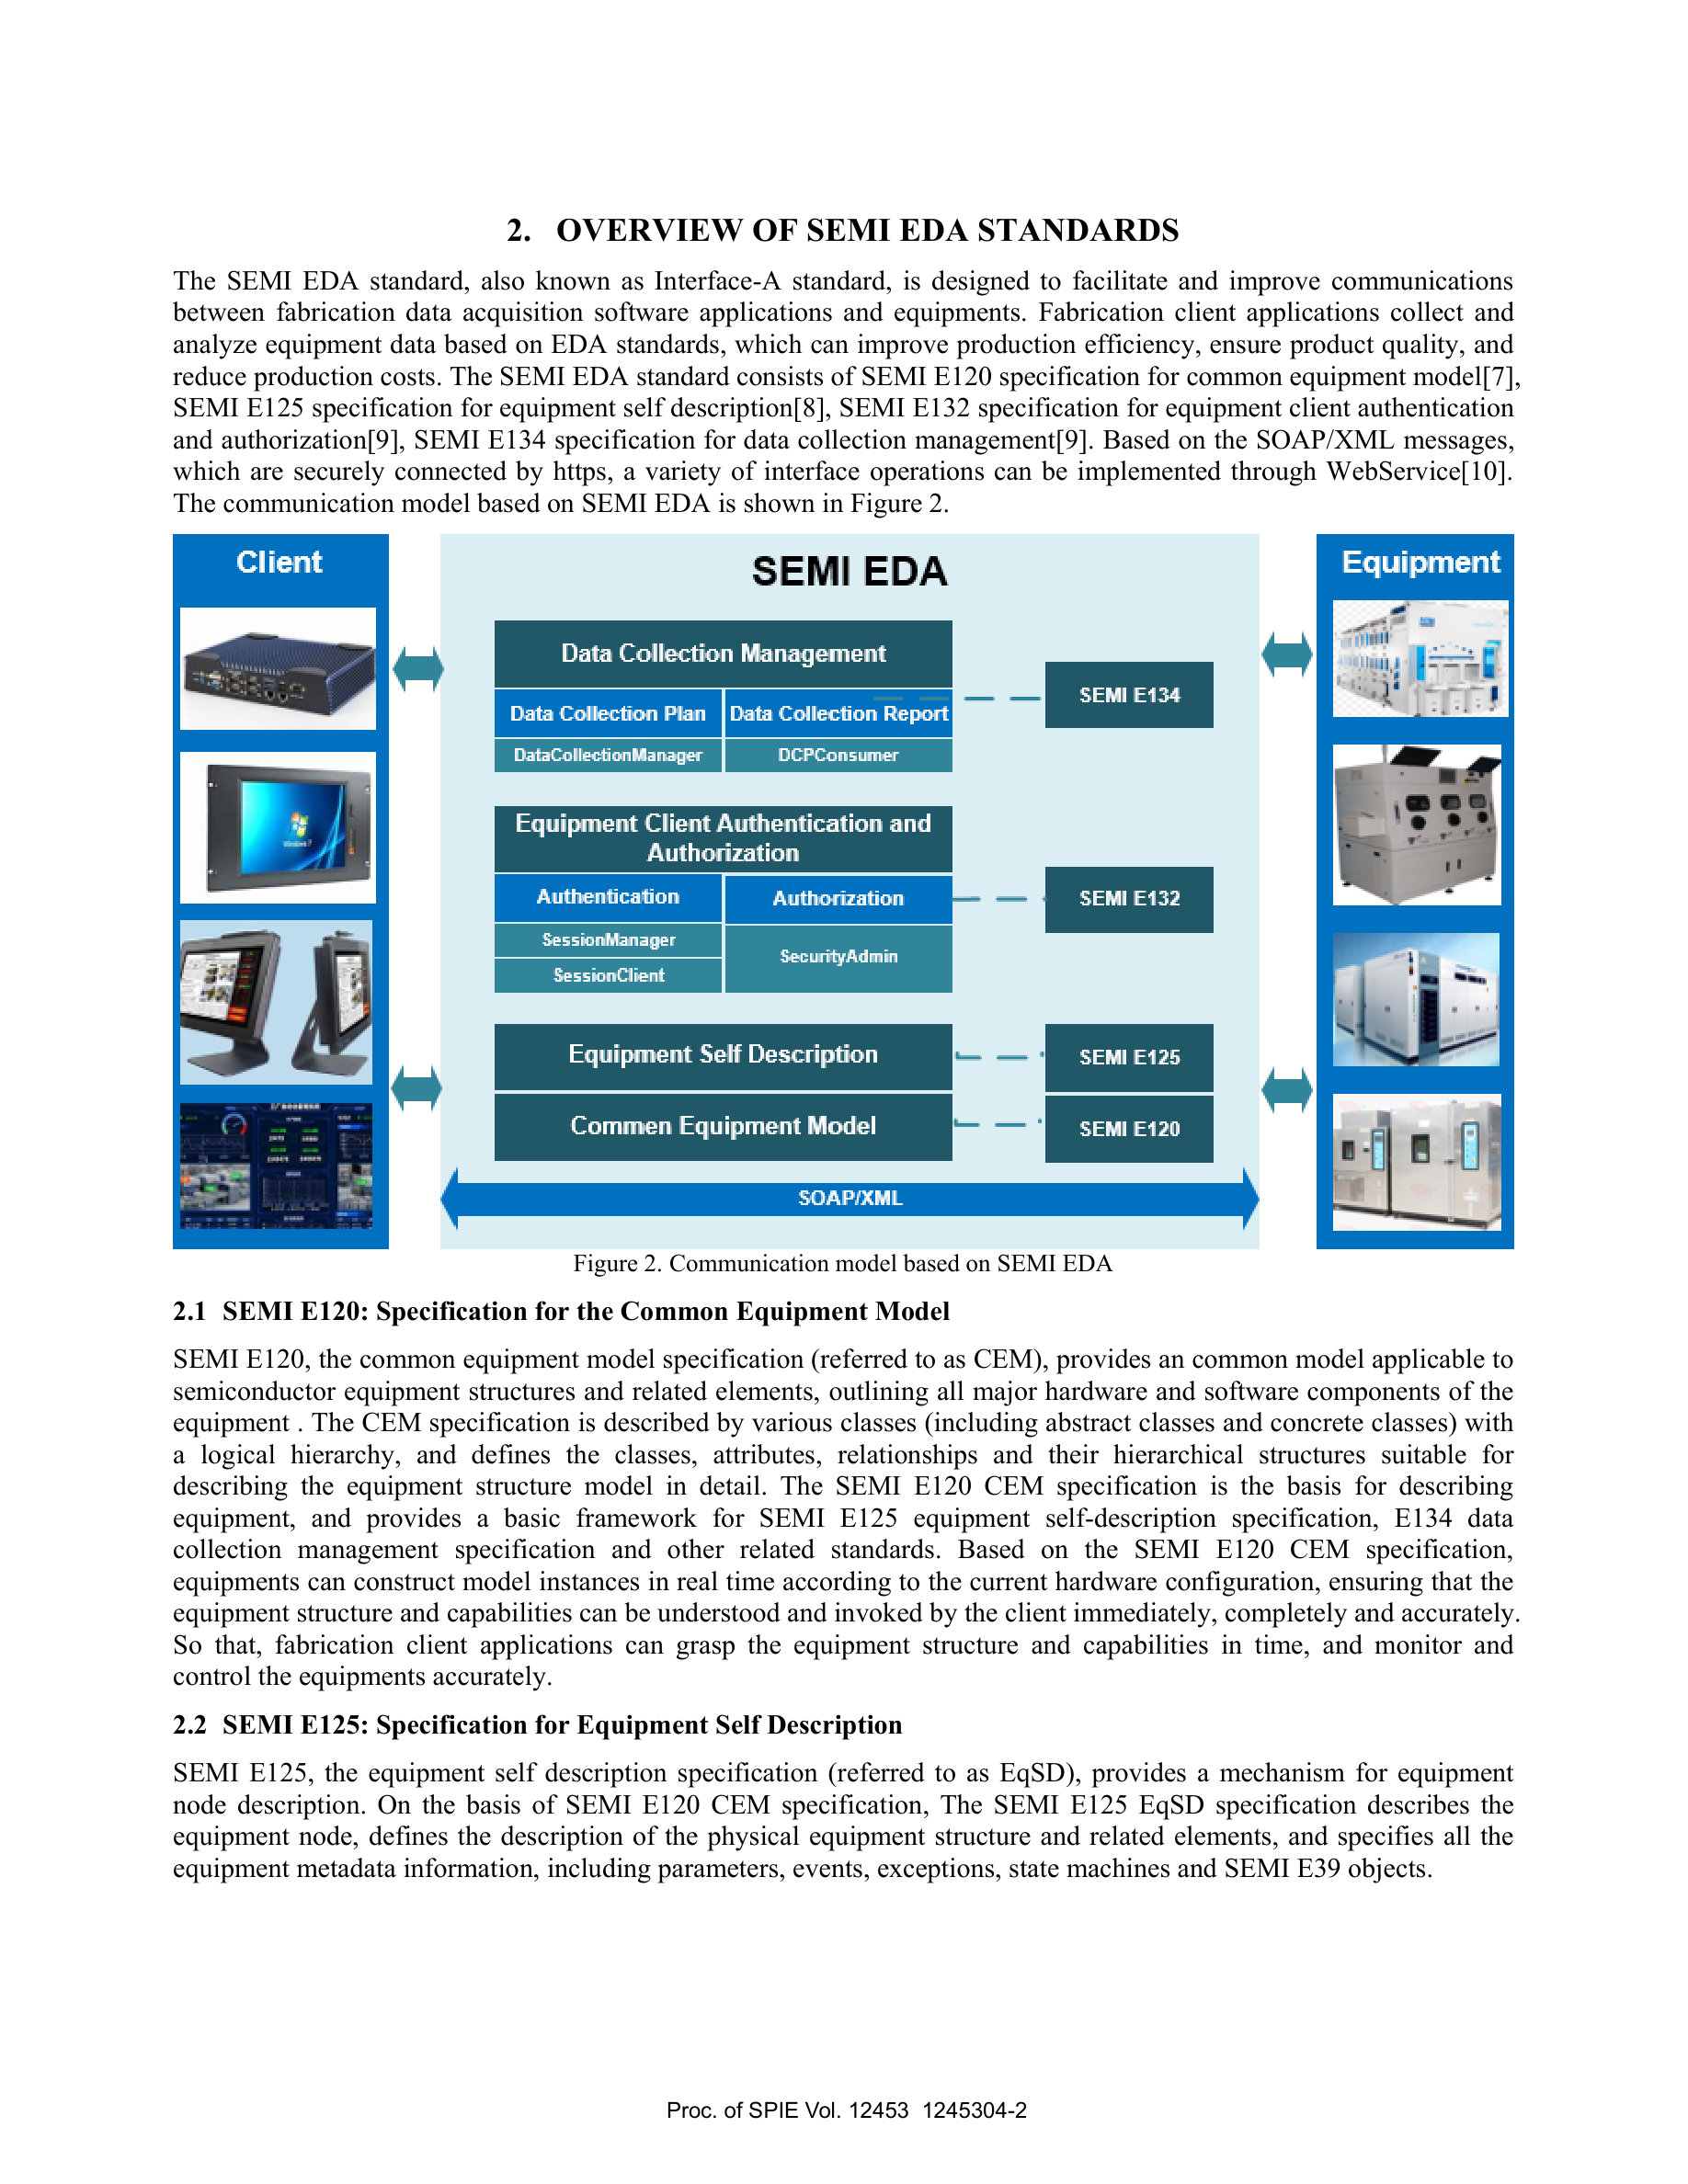 2. OVERVIEW OF SEMI EDA STANDARDS
The SEMI EDA standard, also known as Interface-A standard, is designed to facilitate and improve communications
between fabrication data acquisition software applications and equipments. Fabrication client applications collect and
analyze equipment data based on EDA standards, which can improve production efficiency, ensure product quality, and
reduce production costs. The SEMI EDA standard consists of SEMI E120 specification for common equipment model[7],
SEMI E125 specification for equipment self description[8], SEMI E132 specification for equipment client authentication
and authorization[9], SEMI E134 specification for data collection management[9]. Based on the SOAP/XML messages,
which are securely connected by https, a variety of interface operations can be implemented through WebService[10].
The communication model based on SEMI EDA is shown in Figure 2.
Client
SEMI EDA
Equipment
Data Collection Management
Data Collection Plan
Data Collection Report
DataCollectionManager
DCPConsumer
SEMI E134
Equipment Client Authentication and
Authorization
Authentication
Authorization
SessionManager
SessionClient
SecurityAdmin
SEMI E132
Windows 7
Equipment Self Description
SEMI E125
Commen Equipment Model
SEMI E120
SOAP/XML
Figure 2. Communication model based on SEMI EDA
2.1 SEMI E120: Specification for the Common Equipment Model
SEMI E120, the common equipment model specification (referred to as CEM), provides an common model applicable to
semiconductor equipment structures and related elements, outlining all major hardware and software components of the
equipment . The CEM specification is described by various classes (including abstract classes and concrete classes) with
a logical hierarchy, and defines the classes, attributes, relationships and their hierarchical structures suitable for
describing the equipment structure model in detail. The SEMI E120 CEM specification is the basis for describing
equipment, and provides a basic framework for SEMI E125 equipment self-description specification, E134 data
collection management specification and other related standards. Based on the SEMI E120 CEM specification,
equipments can construct model instances in real time according to the current hardware configuration, ensuring that the
equipment structure and capabilities can be understood and invoked by the client immediately, completely and accurately.
So that, fabrication client applications can grasp the equipment structure and capabilities in time, and monitor and
control the equipments accurately.
2.2 SEMI E125: Specification for Equipment Self Description
SEMI E125, the equipment self description specification (referred to as EqSD), provides a mechanism for equipment
node description. On the basis of SEMI E120 CEM specification, The SEMI E125 EqSD specification describes the
equipment node, defines the description of the physical equipment structure and related elements, and specifies all the
equipment metadata information, including parameters, events, exceptions, state machines and SEMI E39 objects.
Proc. of SPIE Vol. 12453 1245304-2